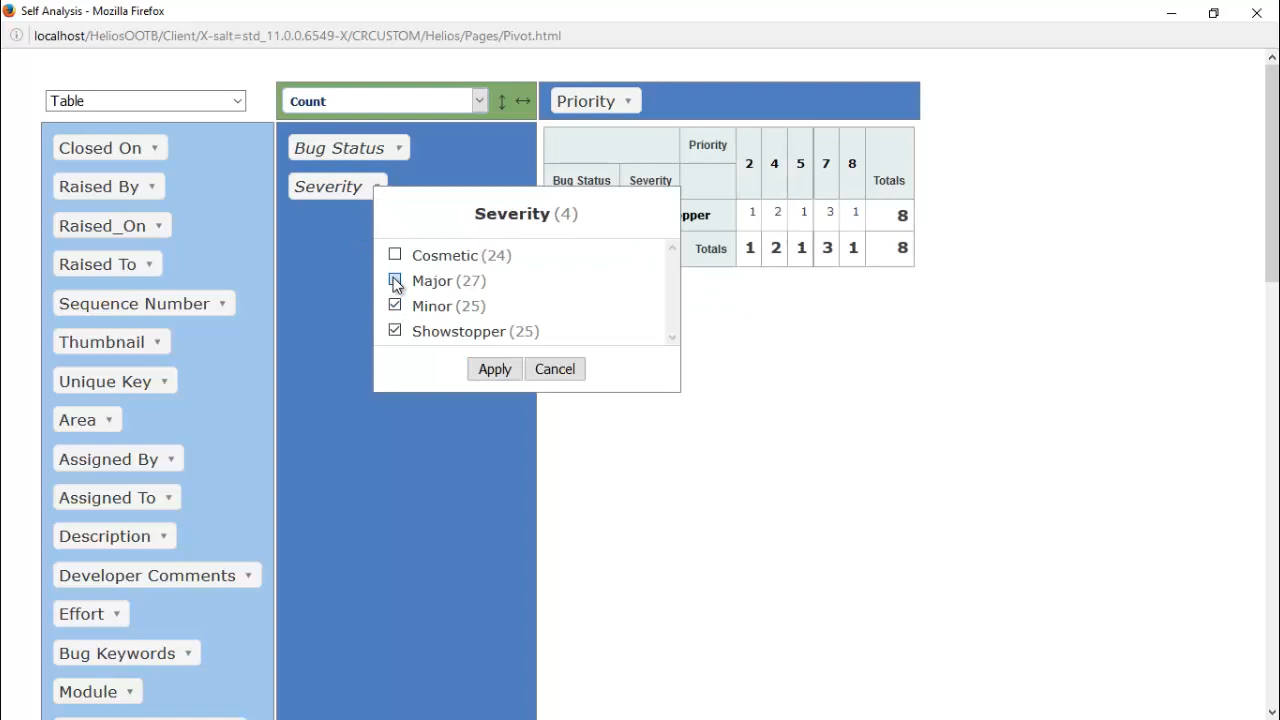 Self Analysis - Mozilla Firefox
localhost/HeliosOOTB/Client/X-salt=std_11.0.0.6549-X/CRCUSTOM/Helios/Pages/Pivot.html
Table
Count
Priority
Closed On
Raised By
Raised_On
Raised To
Sequence Number
Thumbnail
Unique Key
Area
Assigned By
Assigned To
Description
Developer Comments
Effort
Bug Keywords
Module
Bug Status
Severity
Priority 2 4 5 7 8 Totals
Bug Status Severity
1 2 1 3 1 8
Totals 1 2 1 3 1 8
Severity (4)
Cosmetic (24)
Major (27)
Minor (25)
Showstopper (25)
Apply Cancel